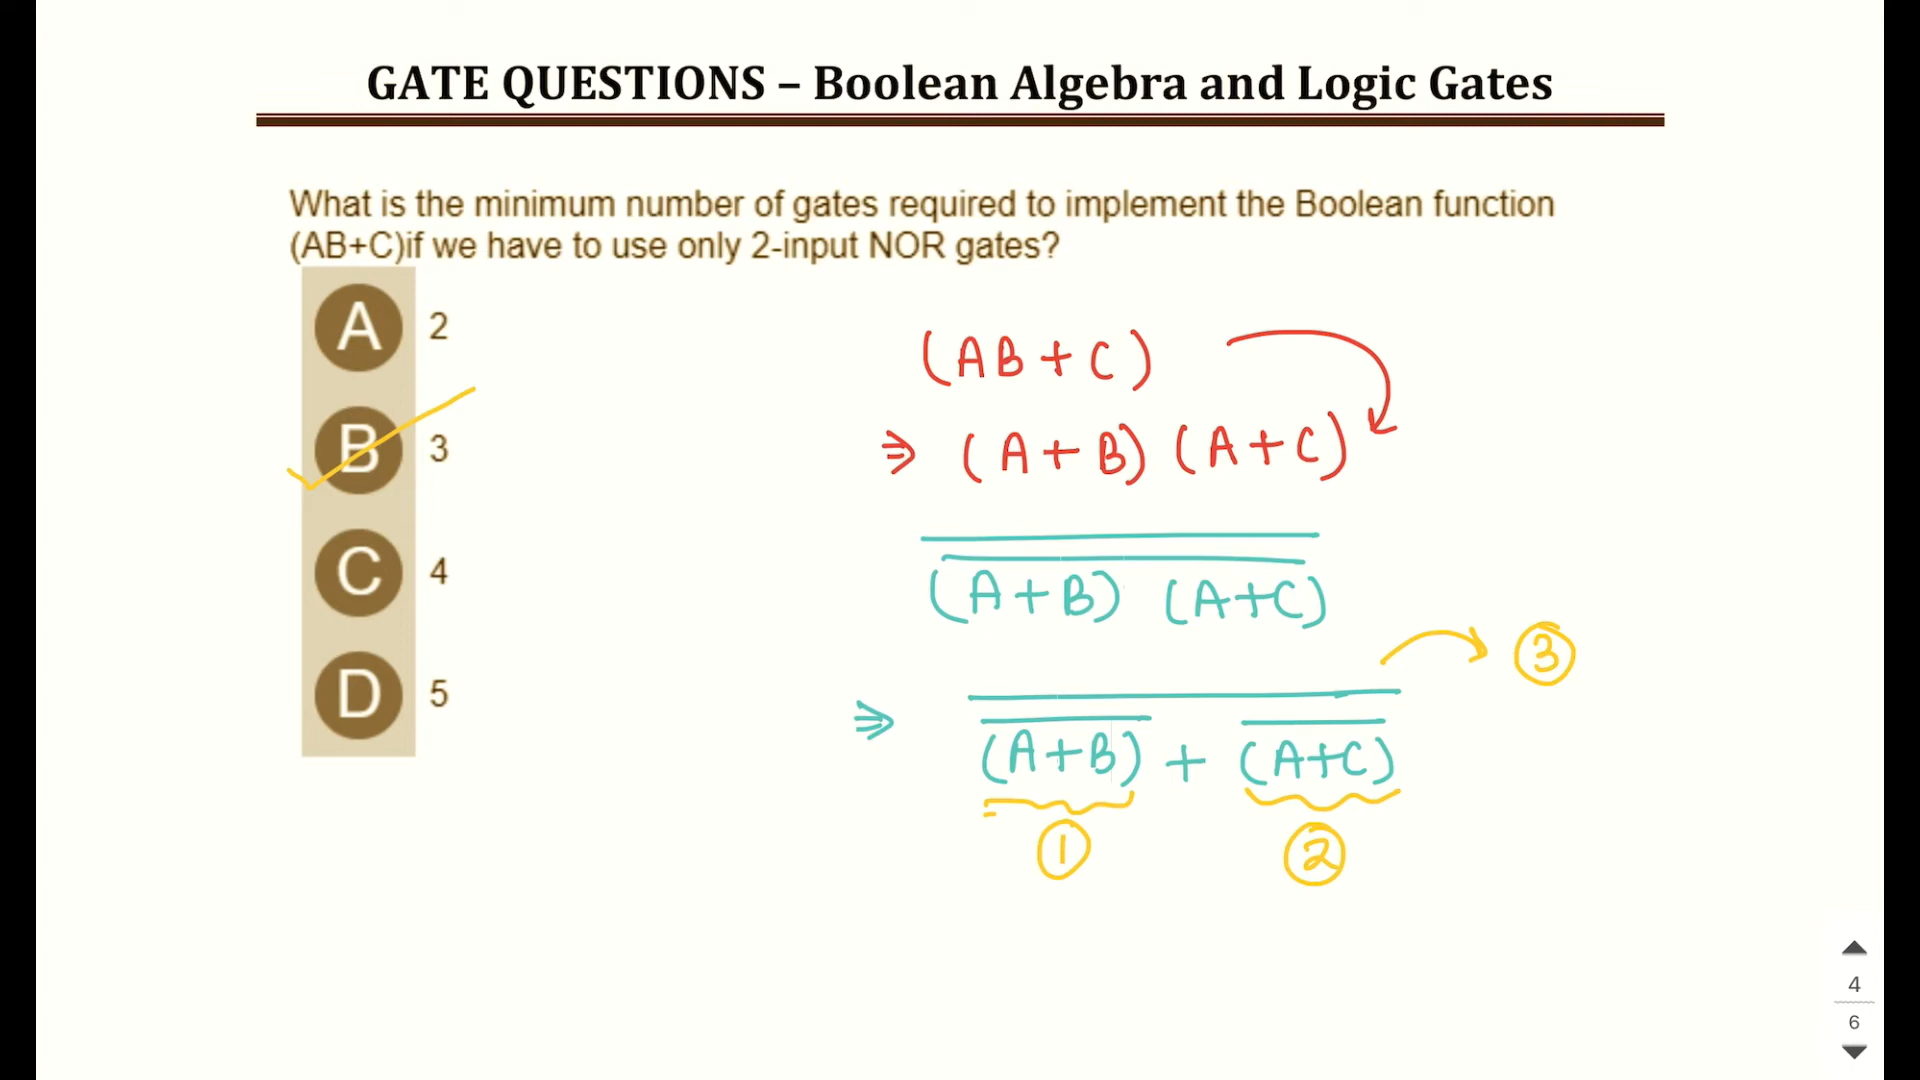 GATE QUESTIONS – Boolean Algebra and Logic Gates
What is the minimum number of gates required to implement the Boolean function
(AB+C)if we have to use only 2-input NOR gates?
A 2
B 3
C 4
D 5
(AB+C)
⇒ (A+B) (A+C)
(A+B) (A+C)
③
⇒ (A+B) + (A+C)
① ②
4
6